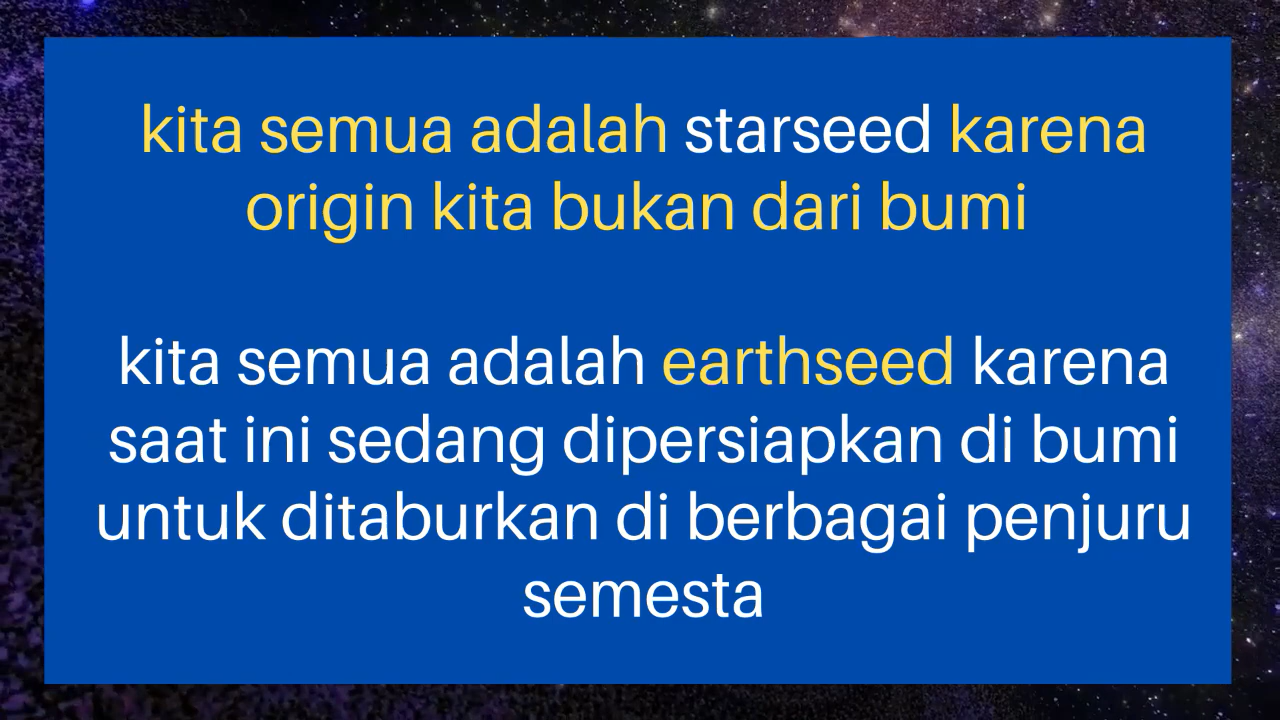 kita semua adalah starseed karena
origin kita bukan dari bumi
kita semua adalah earthseed karena
saat ini sedang dipersiapkan di bumi
untuk ditaburkan di berbagai penjuru
semesta